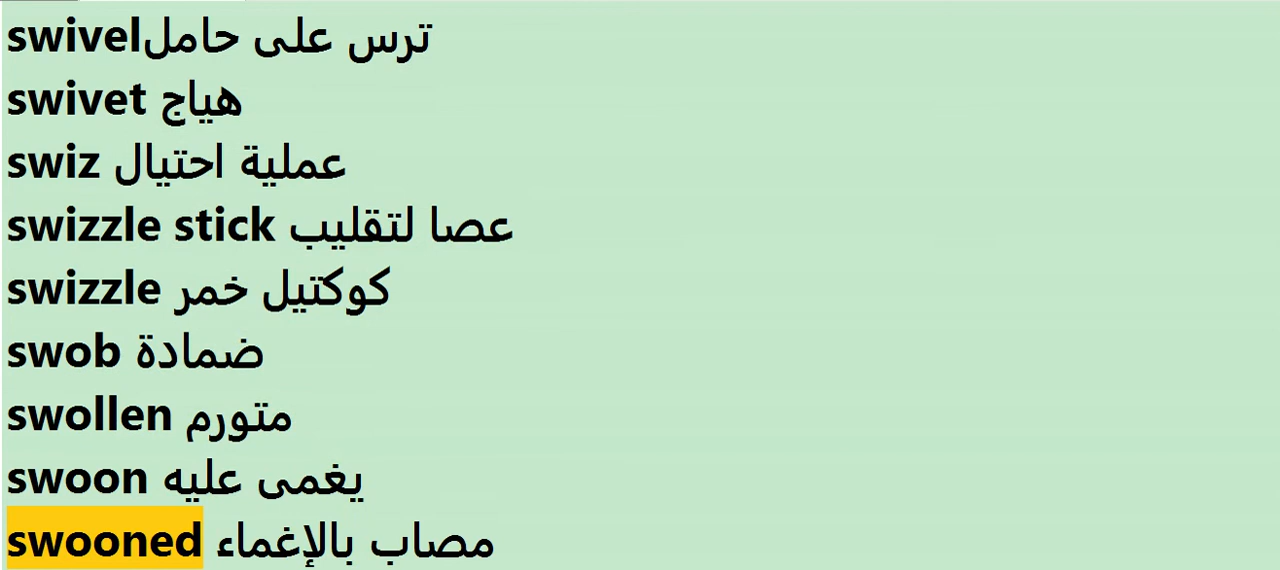 swivelترس على حامل
swivet هياج
swiz عملية احتيال
swizzle stick عصا لتقليب
swizzle كوكتيل خمر
swob ضمادة
swollen متورم
swoon يغمى عليه
swooned مصاب بالإغماء